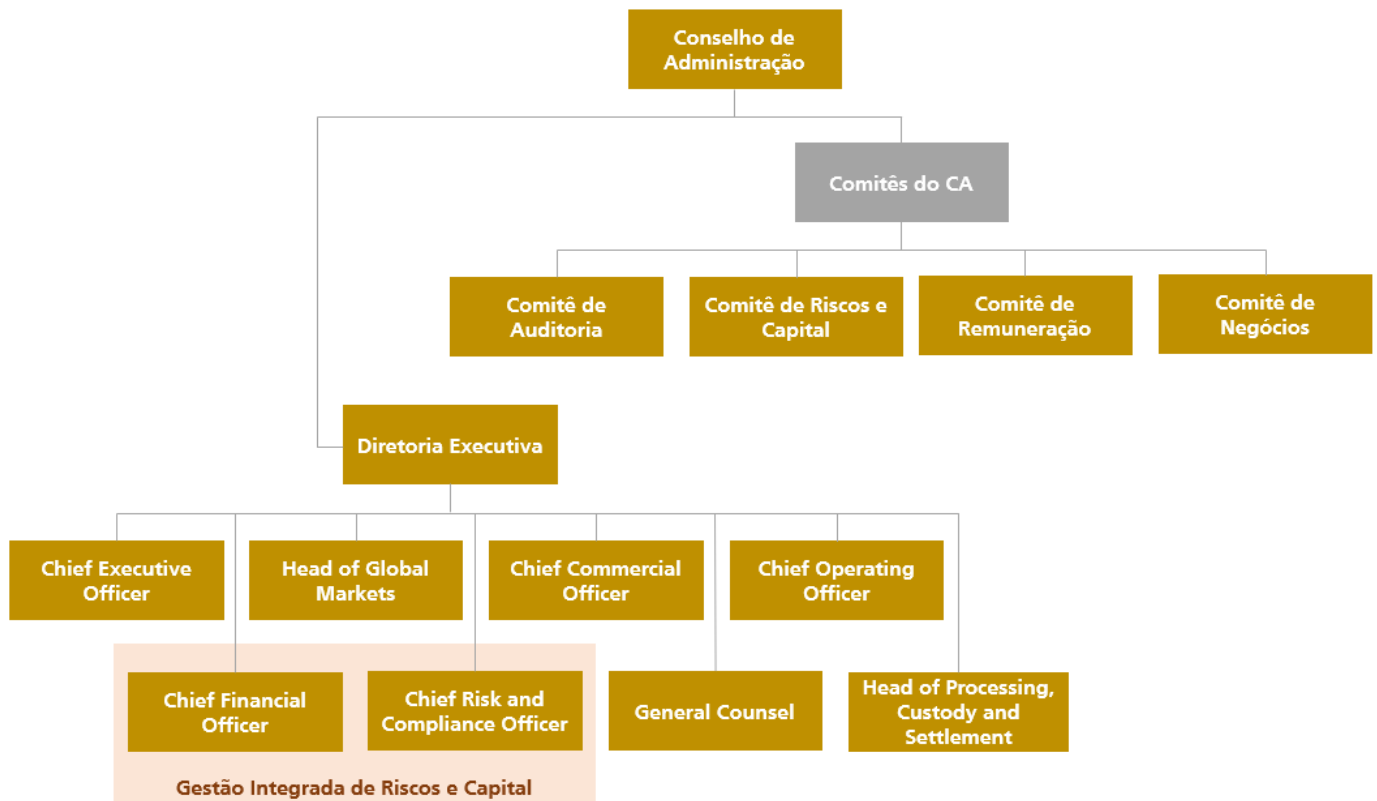 Conselho de
Administração
Comitês do CA
Comitê de
Auditoria
Comitê de Riscos e
Capital
Comitê de
Remuneração
Comitê de
Negócios
Diretoria Executiva
Chief Executive
Officer
Head of Global
Markets
Chief Commercial
Officer
Chief Operating
Officer
Chief Financial
Officer
Chief Risk and
Compliance Officer
General Counsel
Head of Processing,
Custody and
Settlement
Gestão Integrada de Riscos e Capital